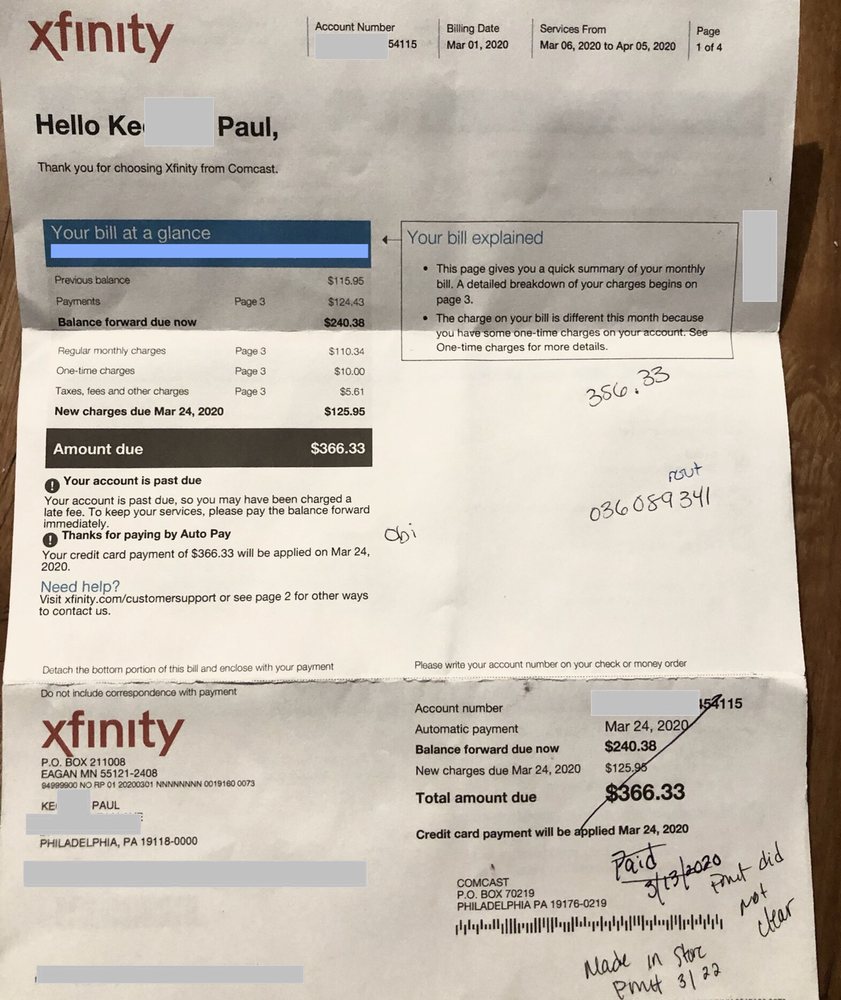 xfinity
Account Number
54115
Billing Date
Mar 01, 2020
Services From
Mar 06, 2020 to Apr 05, 2020
Page
1 of 4
Hello Ke Paul,
Thank you for choosing Xfinity from Comcast.
Your bill at a glance
Previous balance $115.95
Payments Page 3 $124.43
Balance forward due now $240.38
Regular monthly charges Page 3 $110.34
One-time charges Page 3 $10.00
Taxes, fees and other charges Page 3 $5.61
New charges due Mar 24, 2020 $125.95
Amount due $366.33
Your bill explained
• This page gives you a quick summary of your monthly
bill. A detailed breakdown of your charges begins on
page 3.
• The charge on your bill is different this month because
you have some one-time charges on your account. See
One-time charges for more details.
356.33
rout
036089341
! Your account is past due
Your account is past due, so you may have been charged a
late fee. To keep your services, please pay the balance forward
immediately.
! Thanks for paying by Auto Pay
Your credit card payment of $366.33 will be applied on Mar 24,
2020.
Obi
Need help?
Visit xfinity.com/customersupport or see page 2 for other ways
to contact us.
Detach the bottom portion of this bill and enclose with your payment
Please write your account number on your check or money order
Do not include correspondence with payment
xfinity
P.O. BOX 211008
EAGAN MN 55121-2408
94999900 NO RP 01 20200301 NNNNNNNN 0019160 0073
KE PAUL
PHILADELPHIA, PA 19118-0000
Account number 454115
Automatic payment Mar 24, 2020
Balance forward due now $240.38
New charges due Mar 24, 2020 $125.95
Total amount due $366.33
Credit card payment will be applied Mar 24, 2020
Paid
3/13/2020
Pmt did
not
clear
COMCAST
P.O. BOX 70219
PHILADELPHIA PA 19176-0219
Made in Store
Pmt 3/22